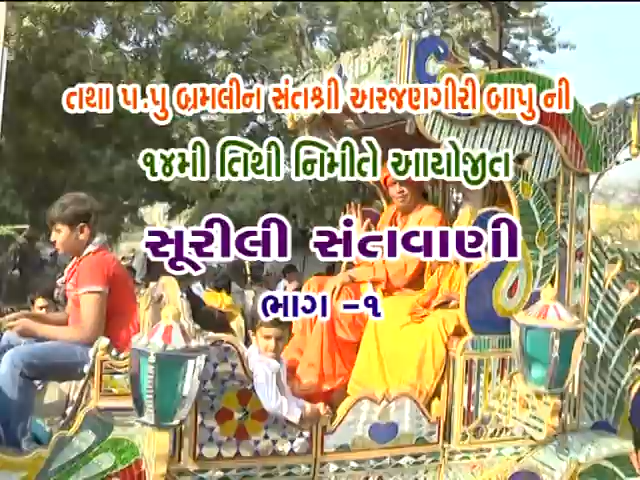 તથા પ.પુ બ્રમલીન સંતશ્રી અરજણગીરી બાપુ ની
૧૪મી તિથી નિમીતે આયોજીત
સૂરીલી સંતવાણી
ભાગ -૧